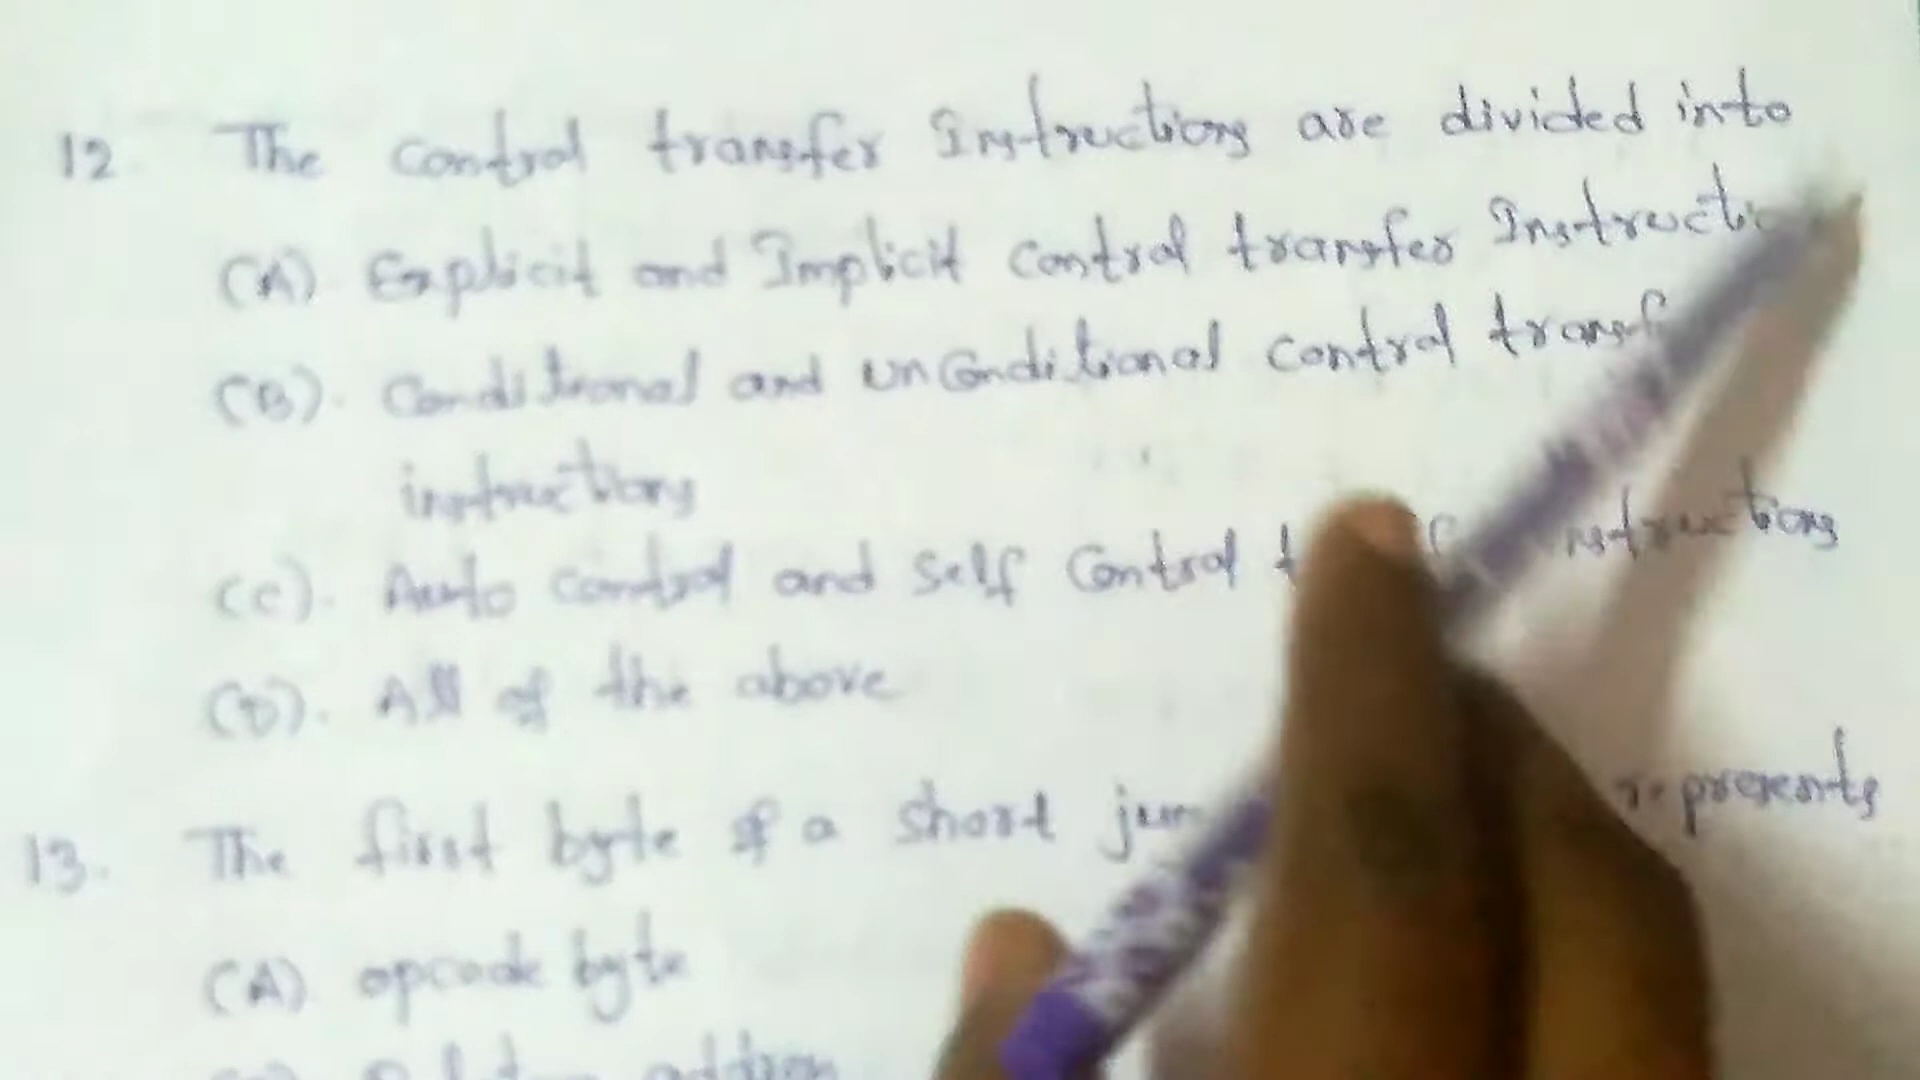 12. The control transfer Instructions are divided into
(A). Explicit and Implicit control transfer Instructi
(B). Conditional and unconditional control transf
instructions
(C). Auto control and Self Control t instructions
(D). All of the above
13. The first byte of a short jum represents
(A) opcode byte